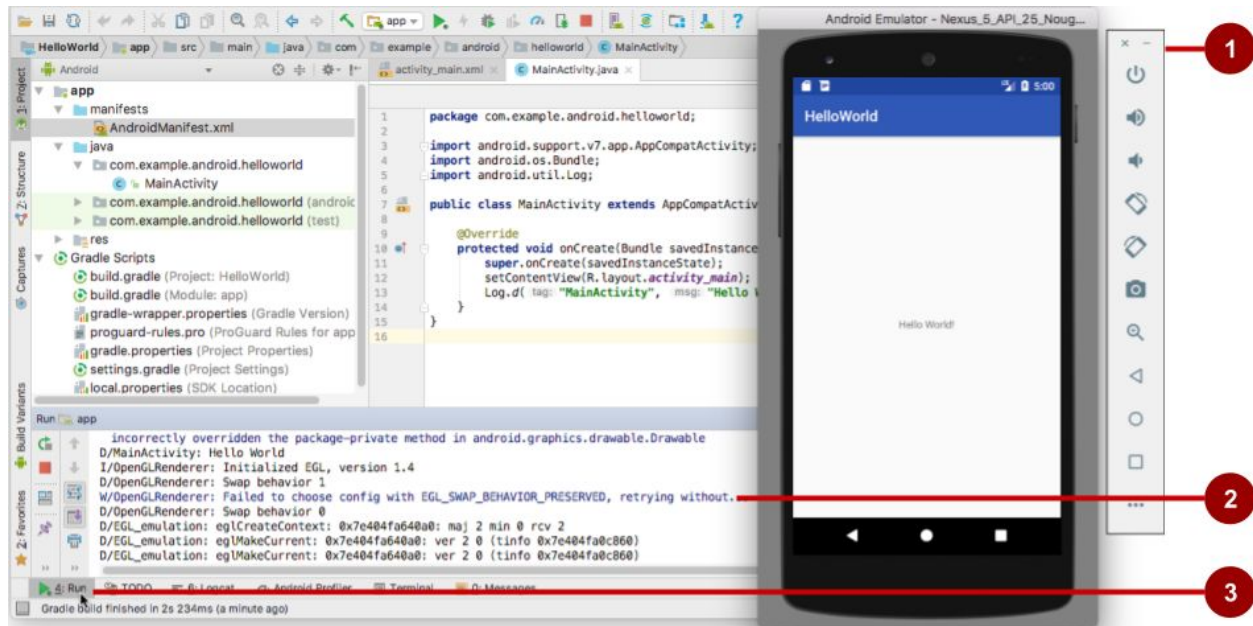 app
?
HelloWorld app src main java com example android helloworld MainActivity
Android
activity_main.xml
MainActivity.java
1: Project
Z: Structure
Captures
Build Variants
2: Favorites
app
manifests
AndroidManifest.xml
java
com.example.android.helloworld
MainActivity
com.example.android.helloworld (androic
com.example.android.helloworld (test)
res
Gradle Scripts
build.gradle (Project: HelloWorld)
build.gradle (Module: app)
gradle-wrapper.properties (Gradle Version)
proguard-rules.pro (ProGuard Rules for app
gradle.properties (Project Properties)
settings.gradle (Project Settings)
local.properties (SDK Location)
1 package com.example.android.helloworld;
2
3 import android.support.v7.app.AppCompatActivity;
4 import android.os.Bundle;
5 import android.util.Log;
6
7 public class MainActivity extends AppCompatActiv
8
9 @Override
10 protected void onCreate(Bundle savedInstance
11 super.onCreate(savedInstanceState);
12 setContentView(R.layout.activity_main);
13 Log.d( tag: "MainActivity", msg: "Hello W
14 }
15 }
16
Run app
incorrectly overridden the package-private method in android.graphics.drawable.Drawable
D/MainActivity: Hello World
I/OpenGLRenderer: Initialized EGL, version 1.4
D/OpenGLRenderer: Swap behavior 1
W/OpenGLRenderer: Failed to choose config with EGL_SWAP_BEHAVIOR_PRESERVED, retrying without...
D/OpenGLRenderer: Swap behavior 0
D/EGL_emulation: eglCreateContext: 0x7e404fa640a0: maj 2 min 0 rcv 2
D/EGL_emulation: eglMakeCurrent: 0x7e404fa640a0: ver 2 0 (tinfo 0x7e404fa0c860)
D/EGL_emulation: eglMakeCurrent: 0x7e404fa640a0: ver 2 0 (tinfo 0x7e404fa0c860)
4: Run TODO 6: Logcat Android Profiler Terminal 0: Messages
Gradle build finished in 2s 234ms (a minute ago)
Android Emulator - Nexus_5_API_25_Noug...
5:00
HelloWorld
Hello World!
1
2
3